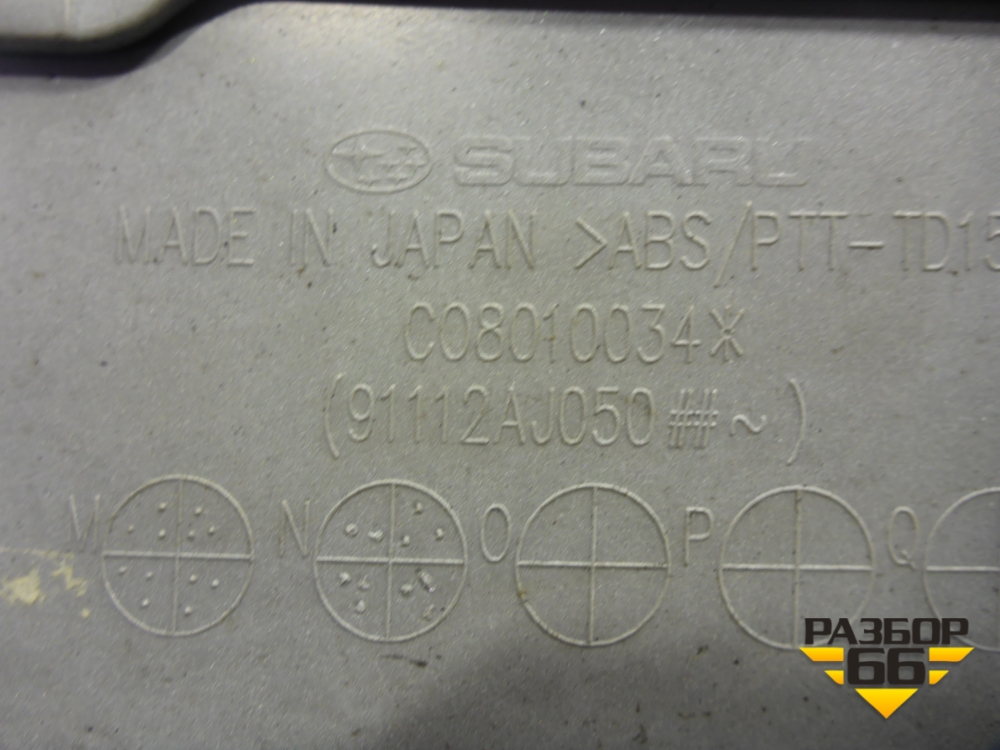 SUBARU
MADE IN JAPAN >ABS/PTT-TD15
C08010034*
(91112AJ050##~)
M N O P Q
РАЗБОР
66